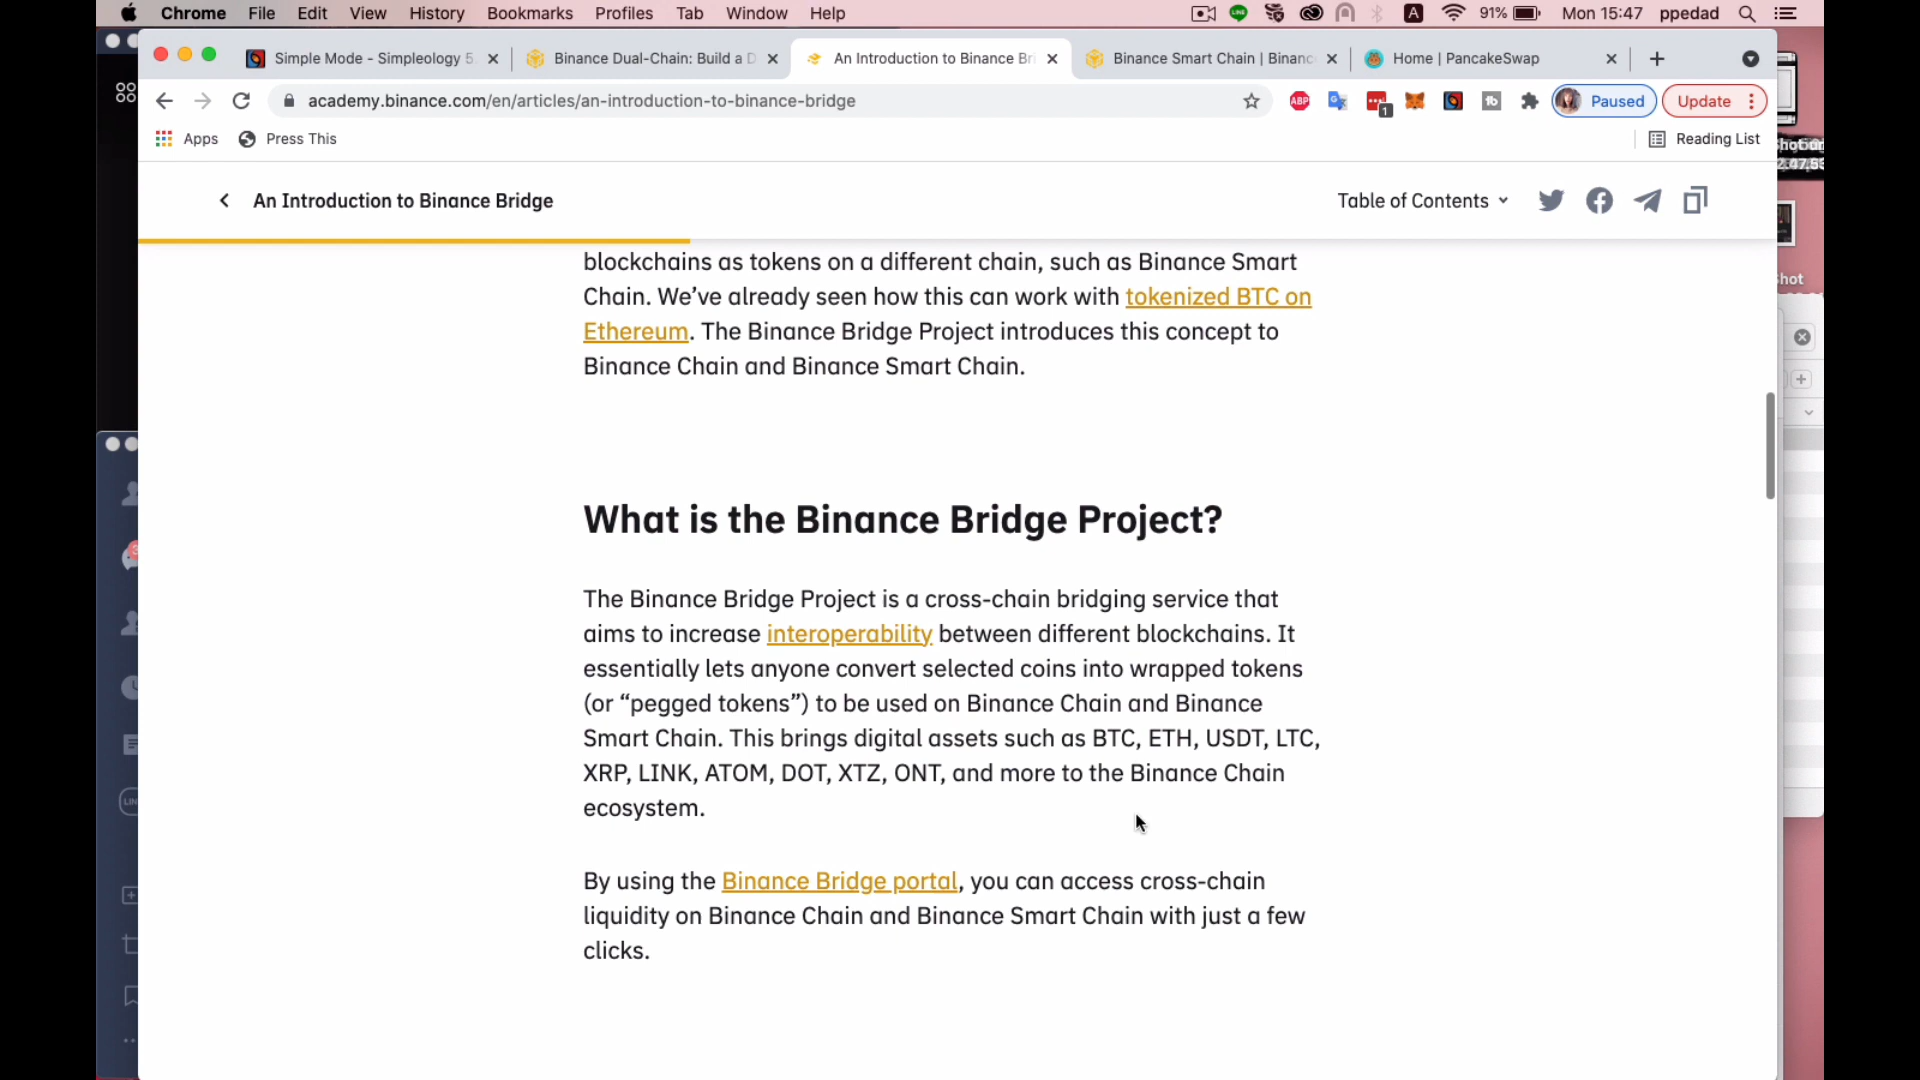 Chrome File Edit View History Bookmarks Profiles Tab Window Help
LINE A 91% Mon 15:47 ppedad
Simple Mode - Simpleology 5
Binance Dual-Chain: Build a D
An Introduction to Binance Bri
Binance Smart Chain | Binanc
Home | PancakeSwap
academy.binance.com/en/articles/an-introduction-to-binance-bridge
ABP 1 Paused Update
Apps Press This Reading List
An Introduction to Binance Bridge
Table of Contents
blockchains as tokens on a different chain, such as Binance Smart
Chain. We’ve already seen how this can work with tokenized BTC on
Ethereum. The Binance Bridge Project introduces this concept to
Binance Chain and Binance Smart Chain.
What is the Binance Bridge Project?
The Binance Bridge Project is a cross-chain bridging service that
aims to increase interoperability between different blockchains. It
essentially lets anyone convert selected coins into wrapped tokens
(or “pegged tokens”) to be used on Binance Chain and Binance
Smart Chain. This brings digital assets such as BTC, ETH, USDT, LTC,
XRP, LINK, ATOM, DOT, XTZ, ONT, and more to the Binance Chain
ecosystem.
By using the Binance Bridge portal, you can access cross-chain
liquidity on Binance Chain and Binance Smart Chain with just a few
clicks.